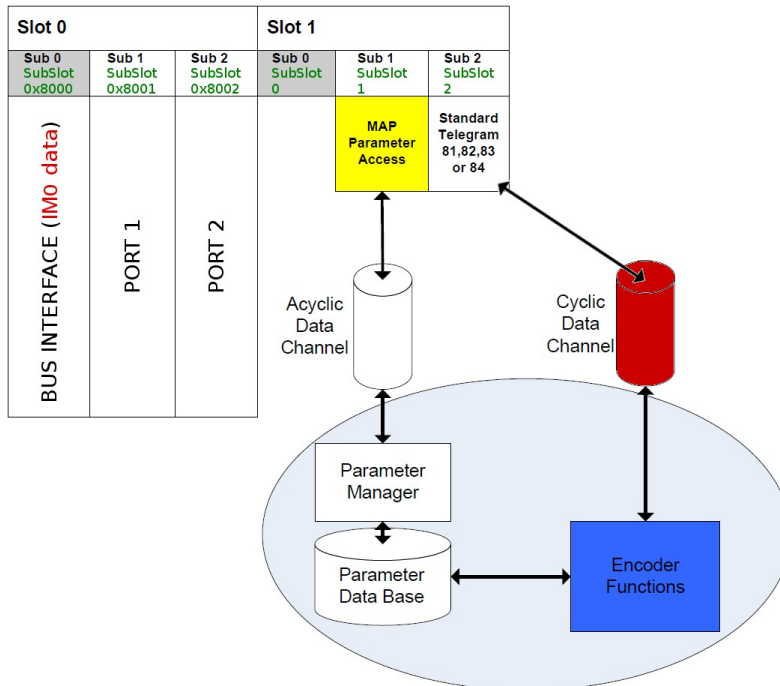 Slot 0
Slot 1
Sub 0
SubSlot
0x8000
Sub 1
SubSlot
0x8001
Sub 2
SubSlot
0x8002
Sub 0
SubSlot
0
Sub 1
SubSlot
1
Sub 2
SubSlot
2
BUS INTERFACE (IM0 data)
PORT 1
PORT 2
MAP
Parameter
Access
Standard
Telegram
81,82,83
or 84
Acyclic
Data
Channel
Cyclic
Data
Channel
Parameter
Manager
Parameter
Data Base
Encoder
Functions